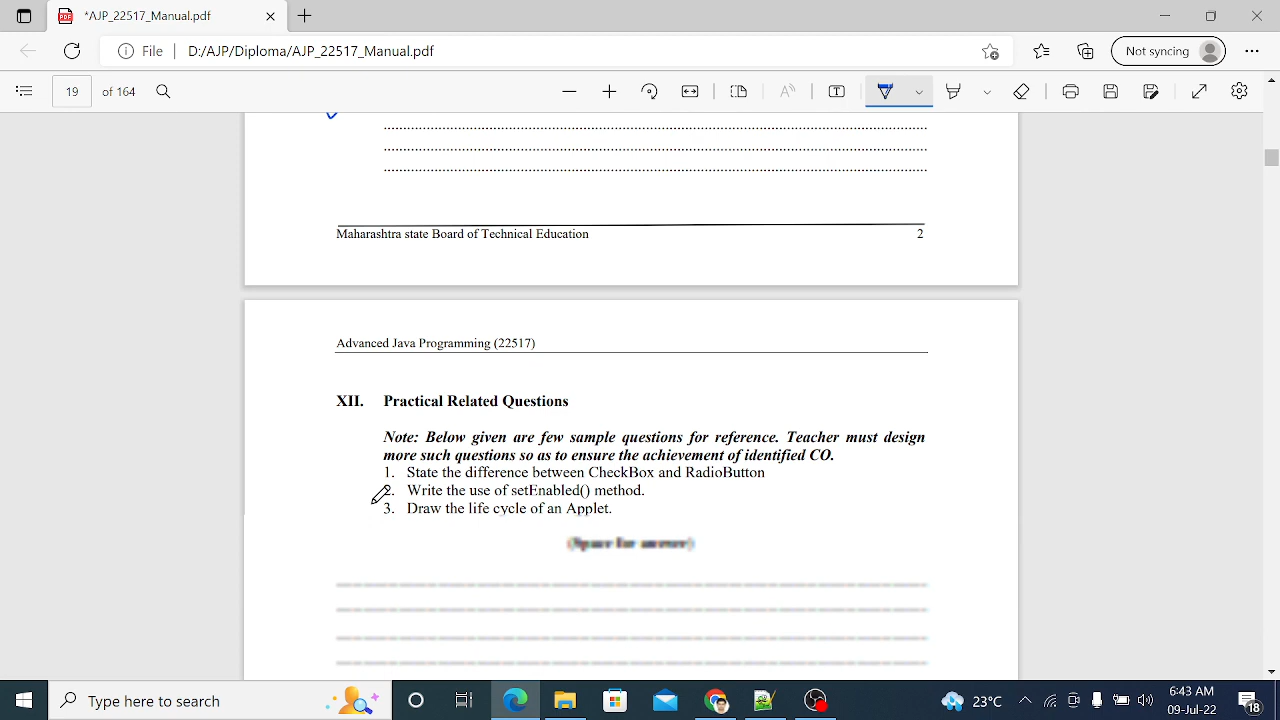 *AJP_22517_Manual.pdf
File
D:/AJP/Diploma/AJP_22517_Manual.pdf
Not syncing
19 of 164
Maharashtra state Board of Technical Education 2
Advanced Java Programming (22517)
XII. Practical Related Questions
Note: Below given are few sample questions for reference. Teacher must design
more such questions so as to ensure the achievement of identified CO.
1. State the difference between CheckBox and RadioButton
2. Write the use of setEnabled() method.
3. Draw the life cycle of an Applet.
(Space for answer)
Type here to search
23°C
09-Jul-22
18